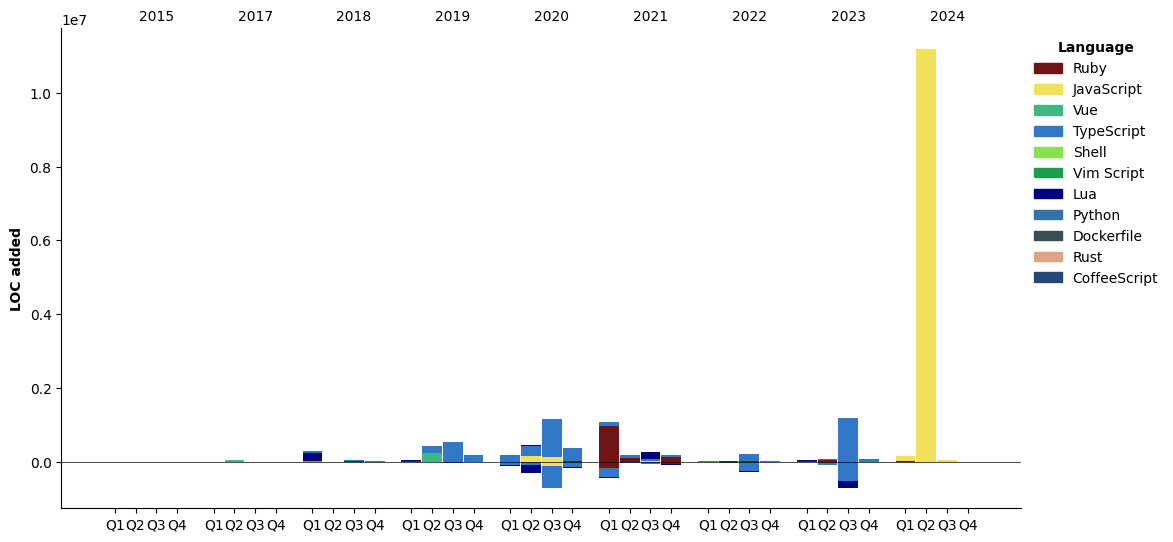 1e7
2015 2017 2018 2019 2020 2021 2022 2023 2024
LOC added
1.0
0.8
0.6
0.4
0.2
0.0
Q1 Q2 Q3 Q4 Q1 Q2 Q3 Q4 Q1 Q2 Q3 Q4 Q1 Q2 Q3 Q4 Q1 Q2 Q3 Q4 Q1 Q2 Q3 Q4 Q1 Q2 Q3 Q4 Q1 Q2 Q3 Q4 Q1 Q2 Q3 Q4
Language
Ruby
JavaScript
Vue
TypeScript
Shell
Vim Script
Lua
Python
Dockerfile
Rust
CoffeeScript